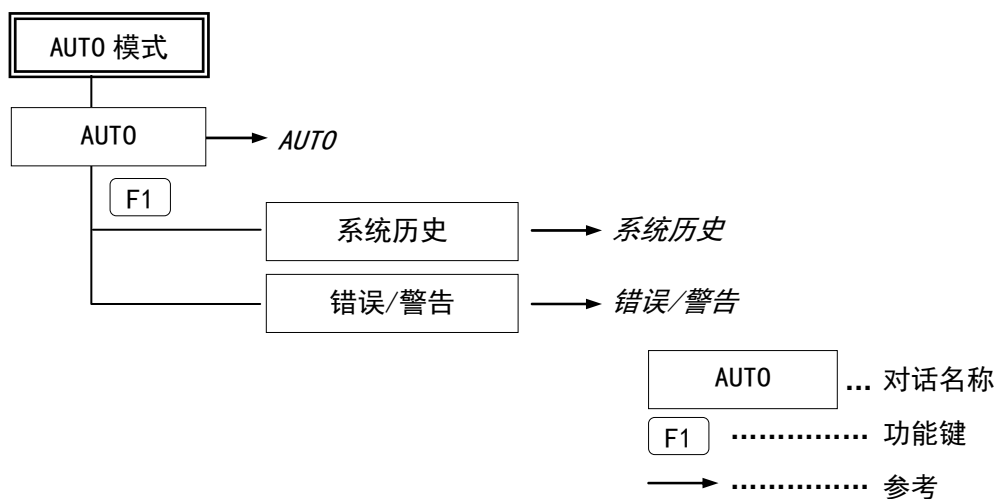 AUTO 模式
AUTO AUTO
F1
系统历史 系统历史
错误/警告 错误/警告
AUTO ... 对话名称
F1 ............... 功能键
............... 参考